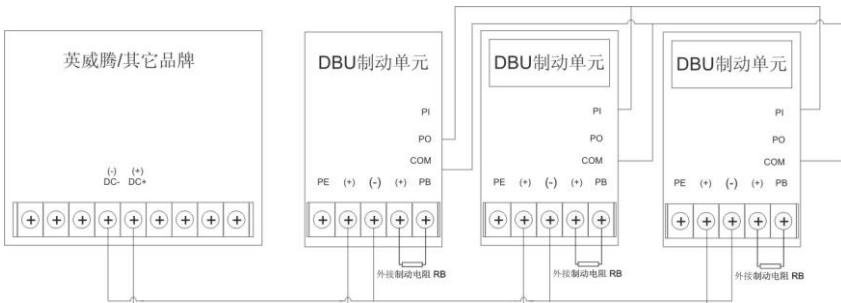 英威腾/其它品牌
(-) (+)
DC- DC+
DBU制动单元
PI
PO
COM
PE (+) (-) (+) PB
外接制动电阻 RB
DBU制动单元
PI
PO
COM
PE (+) (-) (+) PB
外接制动电阻 RB
DBU制动单元
PI
PO
COM
PE (+) (-) (+) PB
外接制动电阻 RB